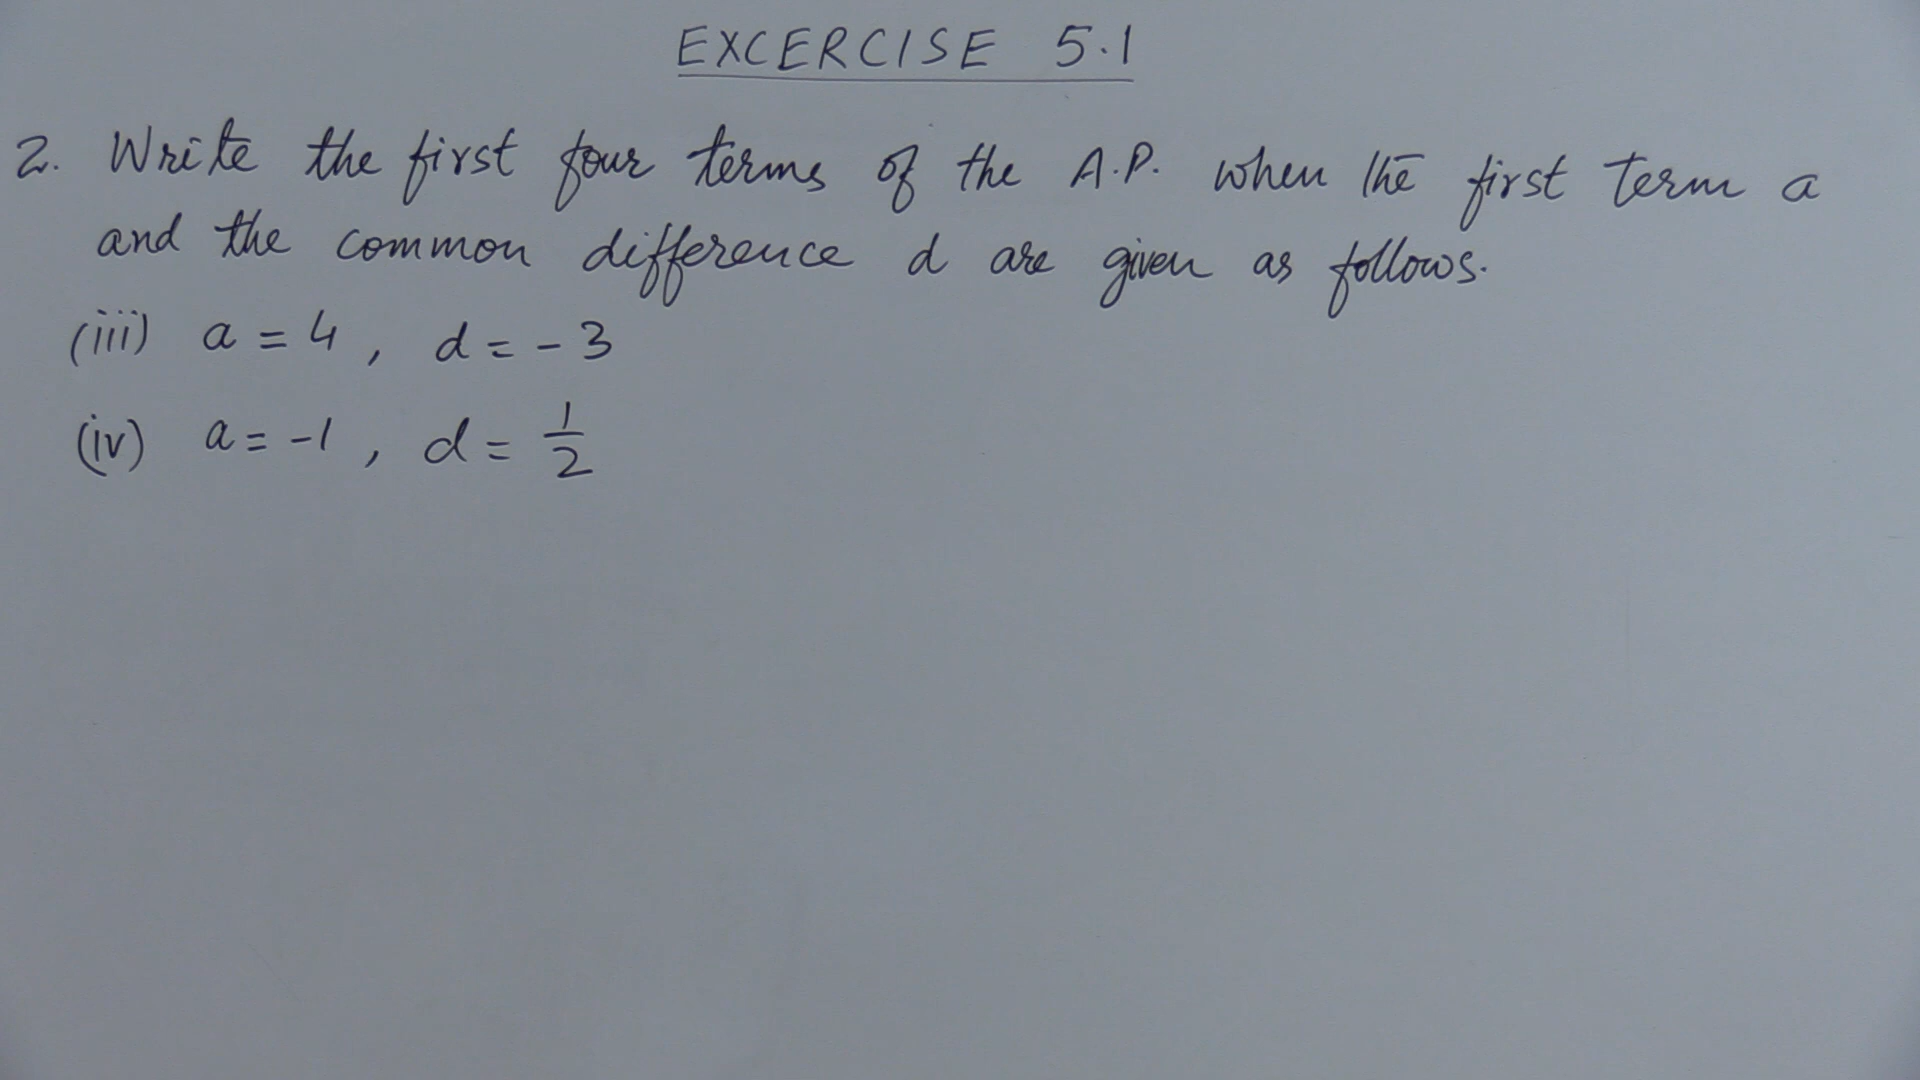 EXCERCISE 5.1
2. Write the first four terms of the A.P. when the first term a
and the common difference d are given as follows.
(iii) a = 4, d = -3
(iv) a = -1, d = 1/2